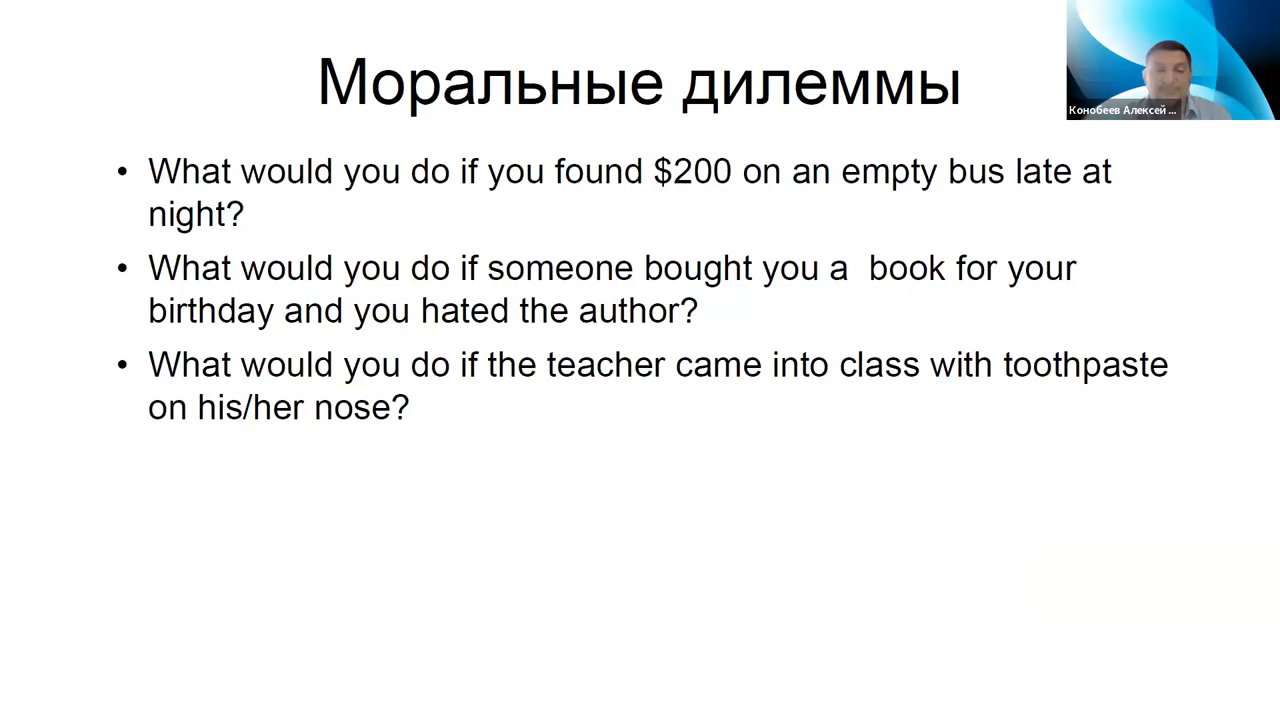 Моральные дилеммы
Конобеев Алексей ...
• What would you do if you found $200 on an empty bus late at
night?
• What would you do if someone bought you a  book for your
birthday and you hated the author?
• What would you do if the teacher came into class with toothpaste
on his/her nose?